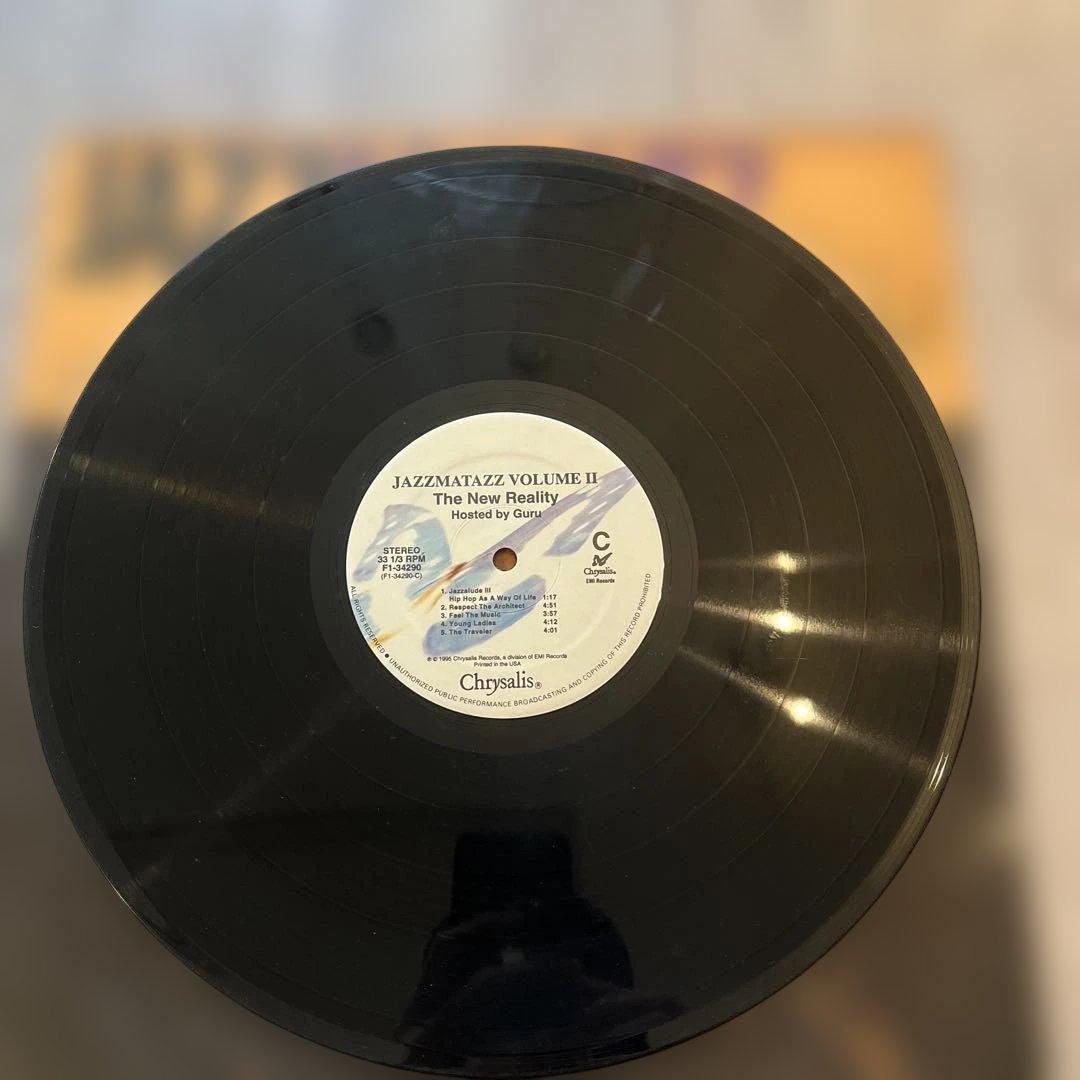 JAZZ
JAZZMATAZZ VOLUME II
The New Reality
Hosted by Guru
STEREO
33 1/3 RPM
F1-34290
(F1-34290-C)
C
Chrysalis®
EMI Records
1. Jazzalude III
Hip Hop As A Way Of Life 1:17
2. Respect The Architect 4:51
3. Feel The Music 3:57
4. Young Ladies 4:12
5. The Traveler 4:01
℗ © 1995 Chrysalis Records, a division of EMI Records
Printed in the USA
Chrysalis®
ALL RIGHTS RESERVED ● UNAUTHORIZED PUBLIC PERFORMANCE BROADCASTING AND COPYING OF THIS RECORD PROHIBITED